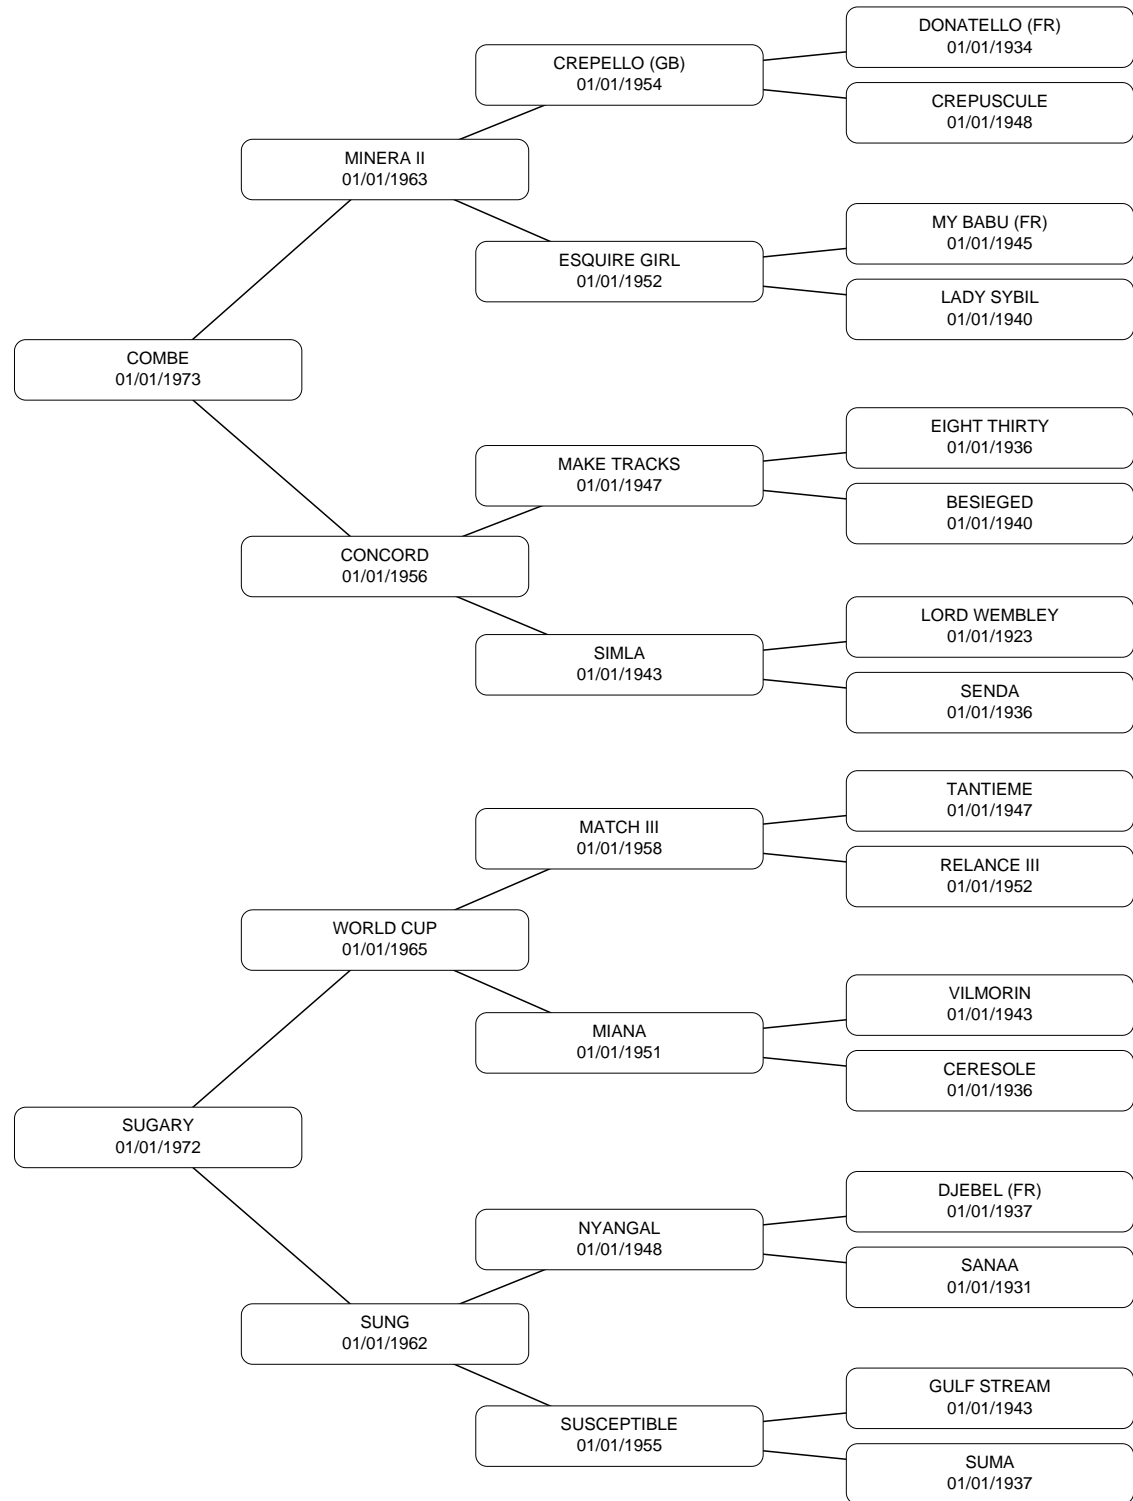 DONATELLO (FR)
01/01/1934
CREPELLO (GB)
01/01/1954
CREPUSCULE
01/01/1948
MINERA II
01/01/1963
MY BABU (FR)
01/01/1945
ESQUIRE GIRL
01/01/1952
LADY SYBIL
01/01/1940
COMBE
01/01/1973
EIGHT THIRTY
01/01/1936
MAKE TRACKS
01/01/1947
BESIEGED
01/01/1940
CONCORD
01/01/1956
LORD WEMBLEY
01/01/1923
SIMLA
01/01/1943
SENDA
01/01/1936
TANTIEME
01/01/1947
MATCH III
01/01/1958
RELANCE III
01/01/1952
WORLD CUP
01/01/1965
VILMORIN
01/01/1943
MIANA
01/01/1951
CERESOLE
01/01/1936
SUGARY
01/01/1972
DJEBEL (FR)
01/01/1937
NYANGAL
01/01/1948
SANAA
01/01/1931
SUNG
01/01/1962
GULF STREAM
01/01/1943
SUSCEPTIBLE
01/01/1955
SUMA
01/01/1937